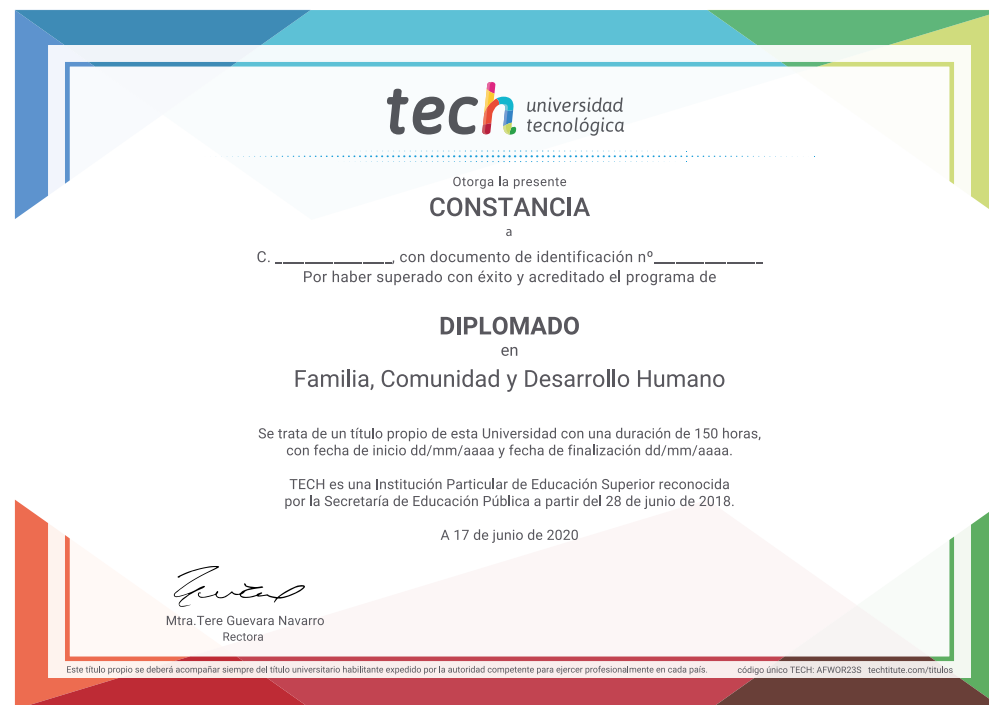 tech universidad
tecnológica
Otorga la presente
CONSTANCIA
a
C. ______________, con documento de identificación nº_____________
Por haber superado con éxito y acreditado el programa de
DIPLOMADO
en
Familia, Comunidad y Desarrollo Humano
Se trata de un título propio de esta Universidad con una duración de 150 horas,
con fecha de inicio dd/mm/aaaa y fecha de finalización dd/mm/aaaa.
TECH es una Institución Particular de Educación Superior reconocida
por la Secretaría de Educación Pública a partir del 28 de junio de 2018.
A 17 de junio de 2020
Mtra.Tere Guevara Navarro
Rectora
Este título propio se deberá acompañar siempre del título universitario habilitante expedido por la autoridad competente para ejercer profesionalmente en cada país.
código único TECH: AFWOR23S techtitute.com/titulos